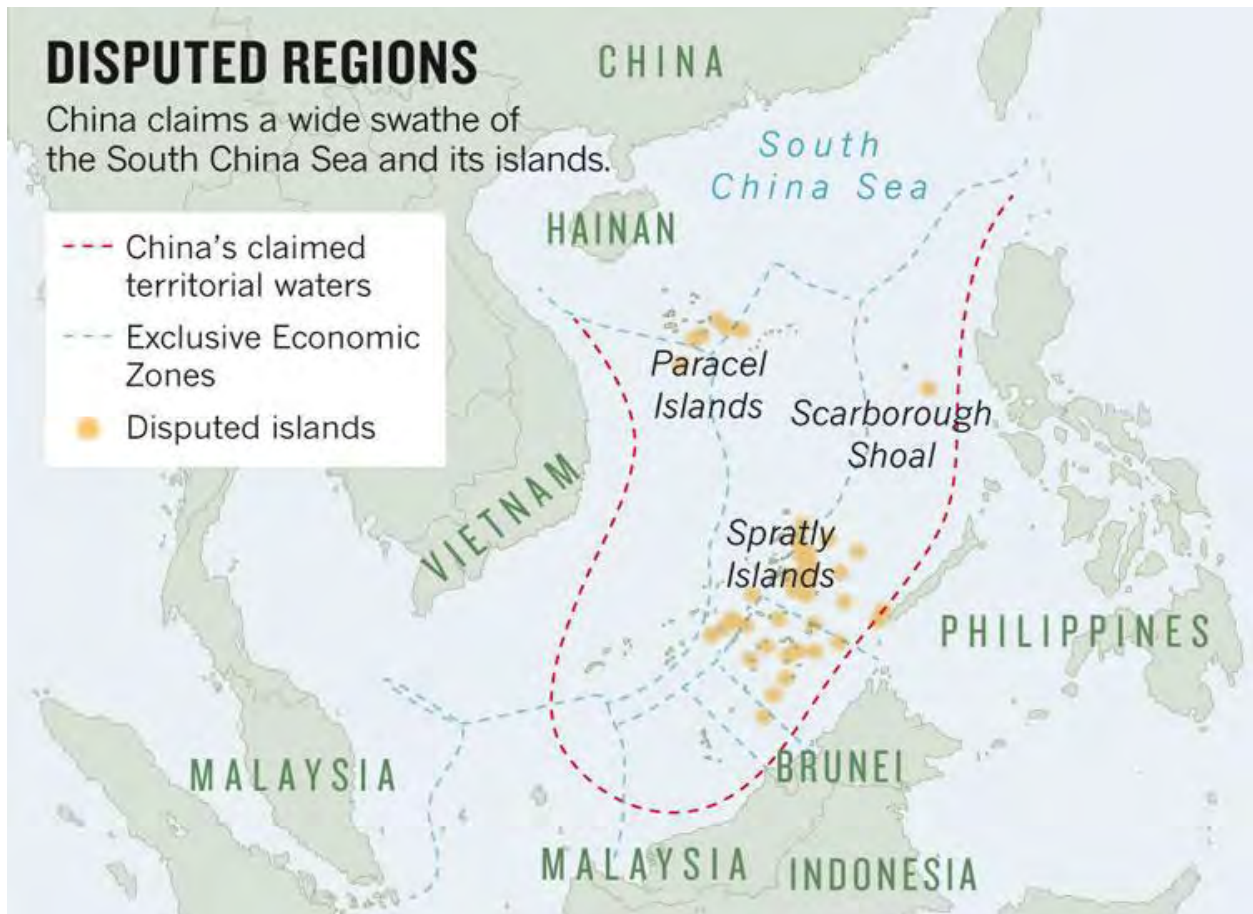 DISPUTED REGIONS
China claims a wide swathe of
the South China Sea and its islands.
China’s claimed
territorial waters
Exclusive Economic
Zones
Disputed islands
CHINA
South
China Sea
HAINAN
Paracel
Islands
Scarborough
Shoal
VIETNAM
Spratly
Islands
PHILIPPINES
MALAYSIA
BRUNEI
MALAYSIA
INDONESIA